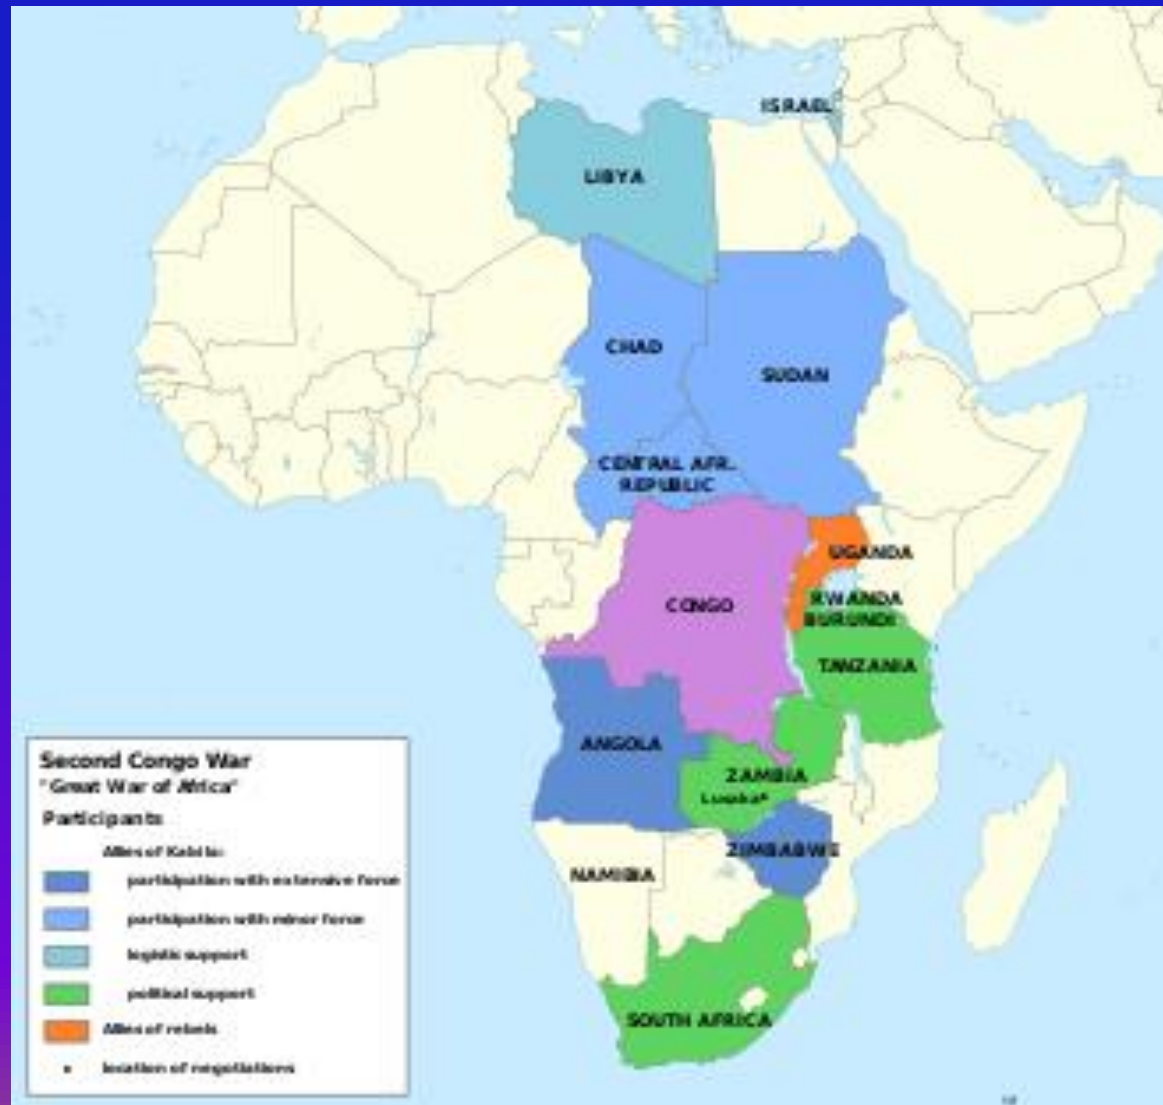 ISRAEL
LIBYA
CHAD
SUDAN
CENTRAL AFR.
REPUBLIC
UGANDA
CONGO
RWANDA
BURUNDI
TANZANIA
ANGOLA
ZAMBIA
Lusaka*
ZIMBABWE
NAMIBIA
SOUTH AFRICA
Second Congo War
"Great War of Africa"
Participants
Allies of Kabila:
participation with extensive force
participation with minor force
logistic support
political support
Allies of rebels
location of negotiations